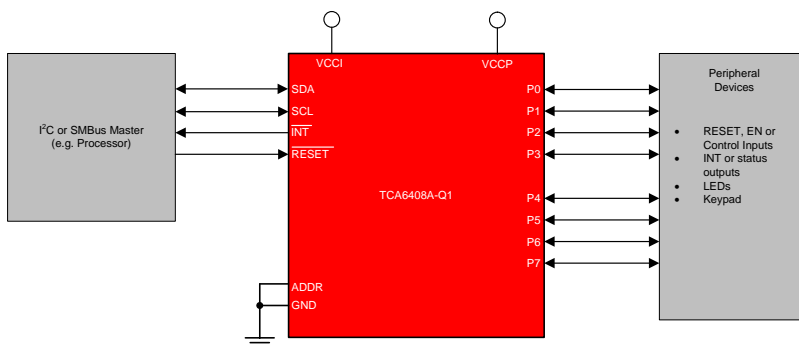 VCCI
VCCP
I²C or SMBus Master
(e.g. Processor)
SDA
SCL
INT
RESET
TCA6408A-Q1
ADDR
GND
P0
P1
P2
P3
P4
P5
P6
P7
Peripheral
Devices
• RESET, EN or
Control Inputs
• INT or status
outputs
• LEDs
• Keypad